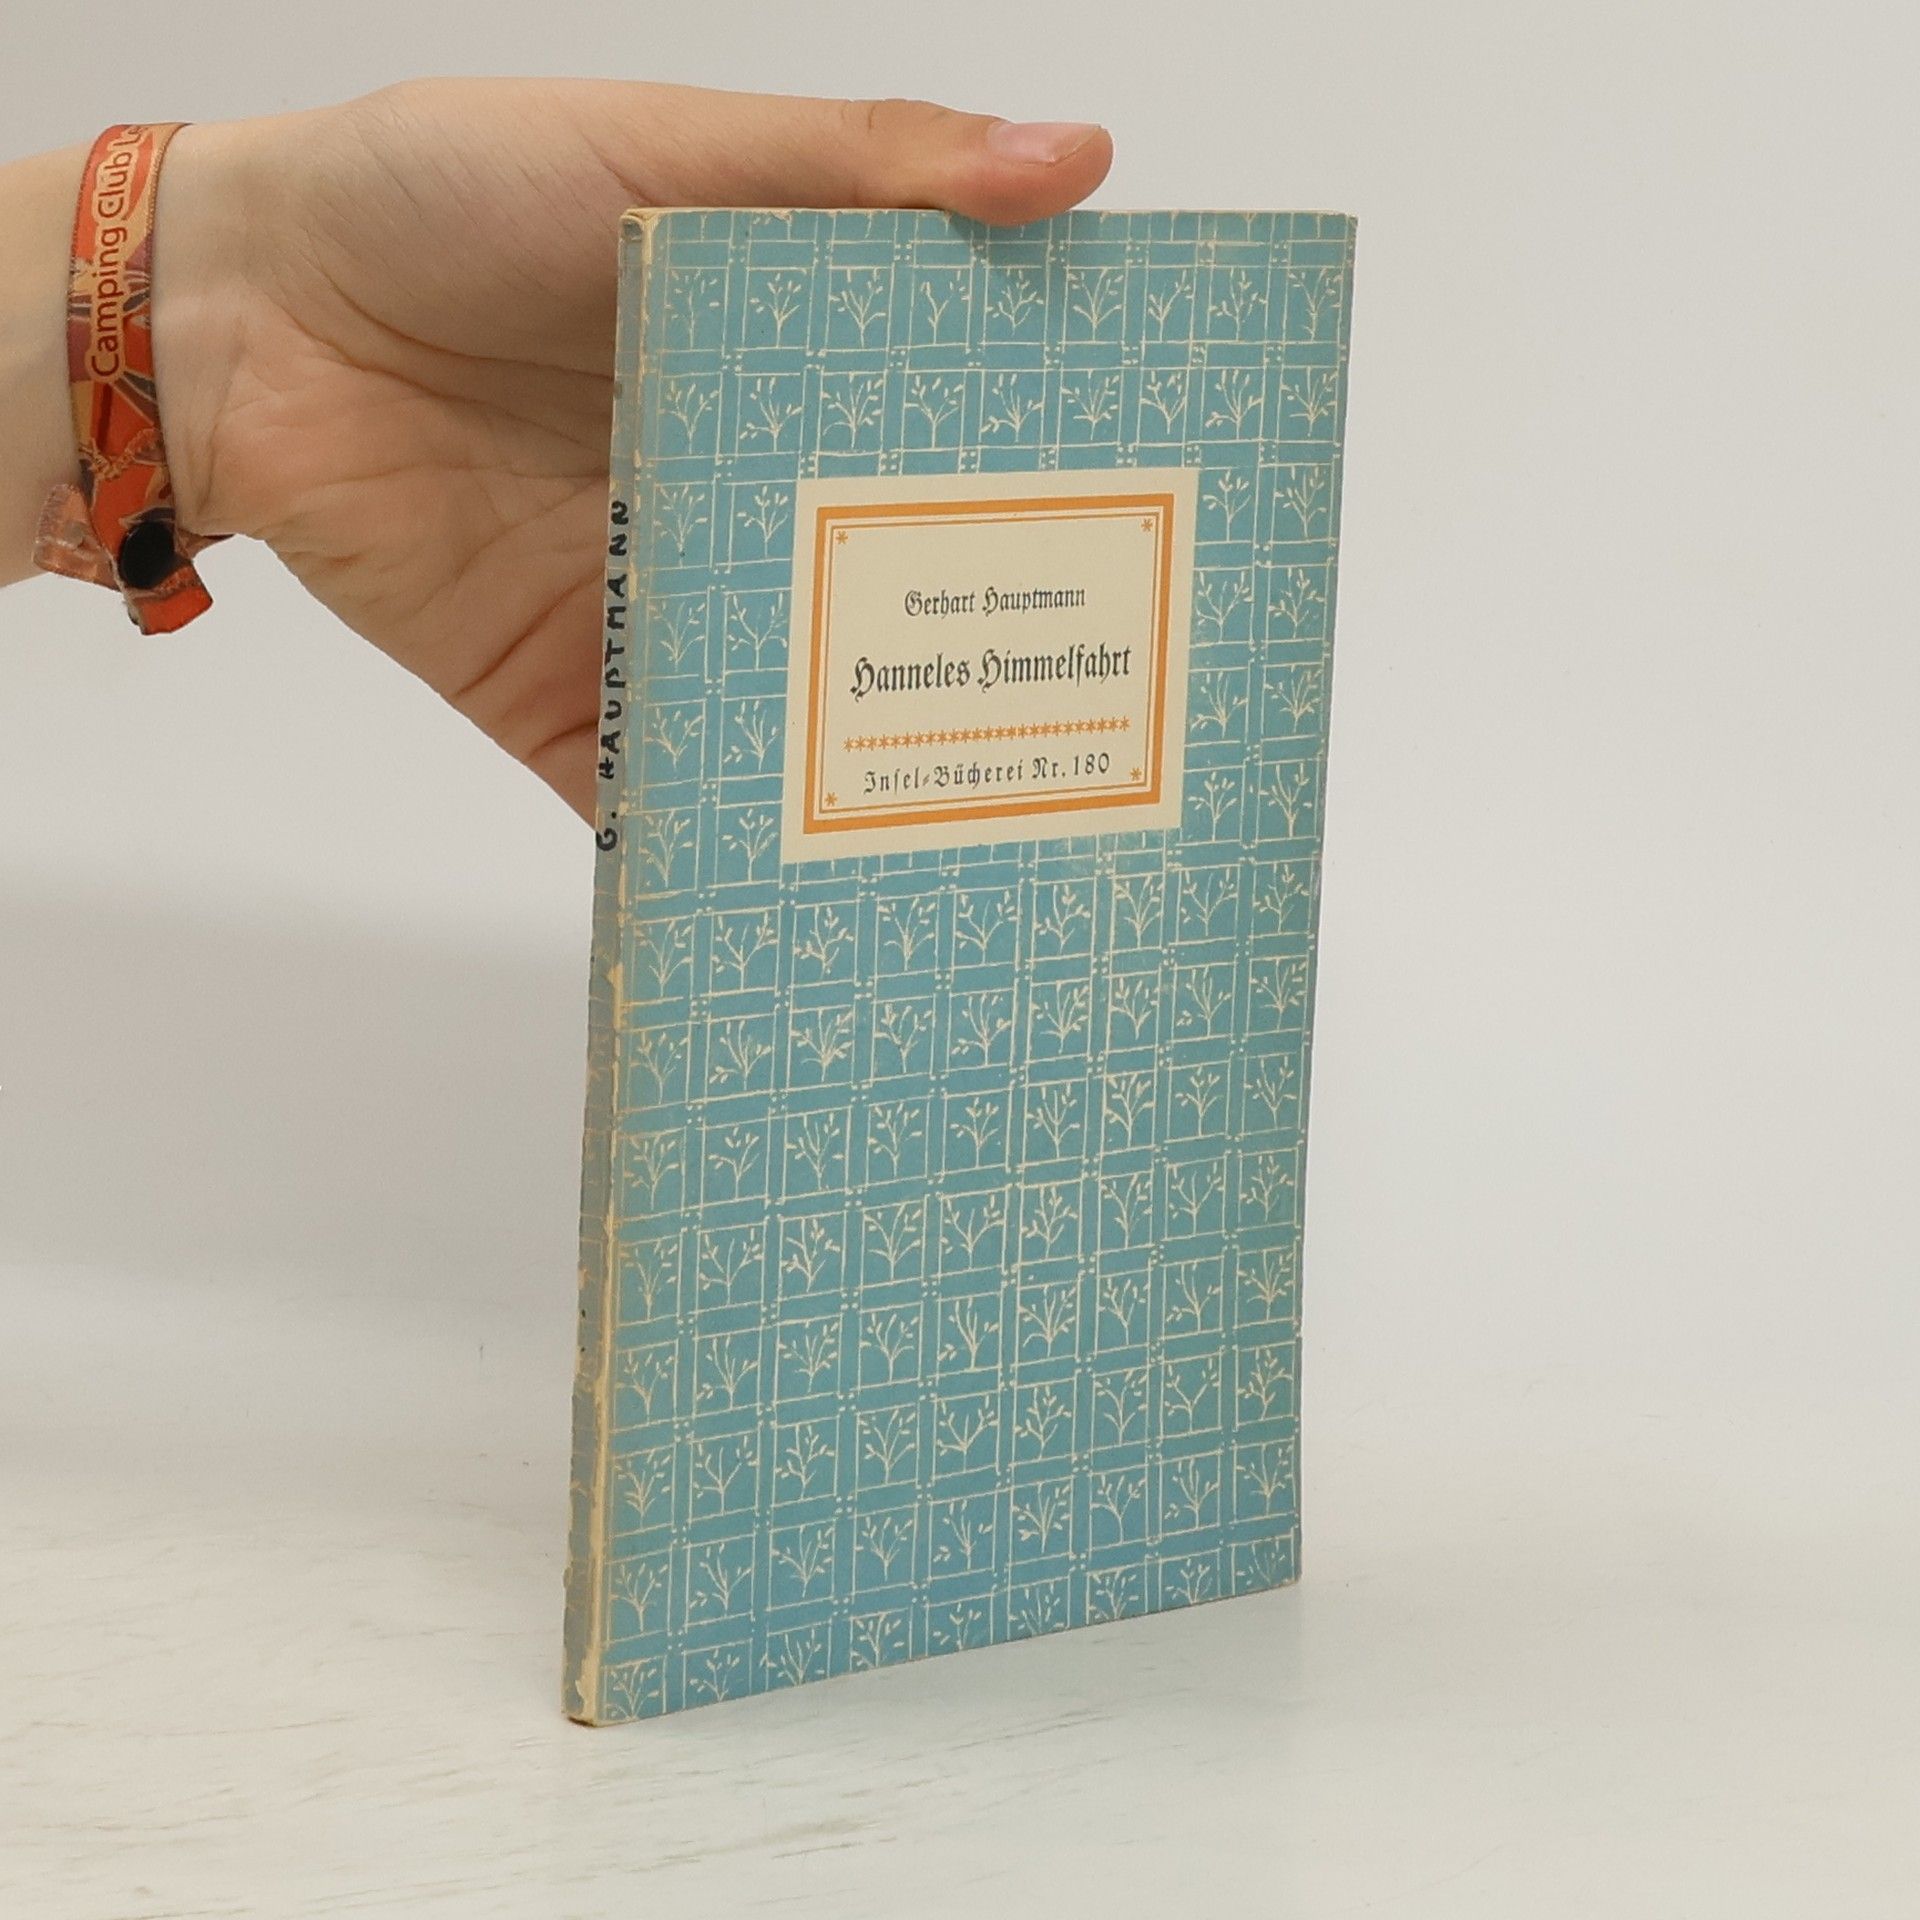 Camping Club
G. HAUPTMANN
Gerhart Hauptmann
Hanneles Himmelfahrt
Inſel-Bücherei Nr. 180